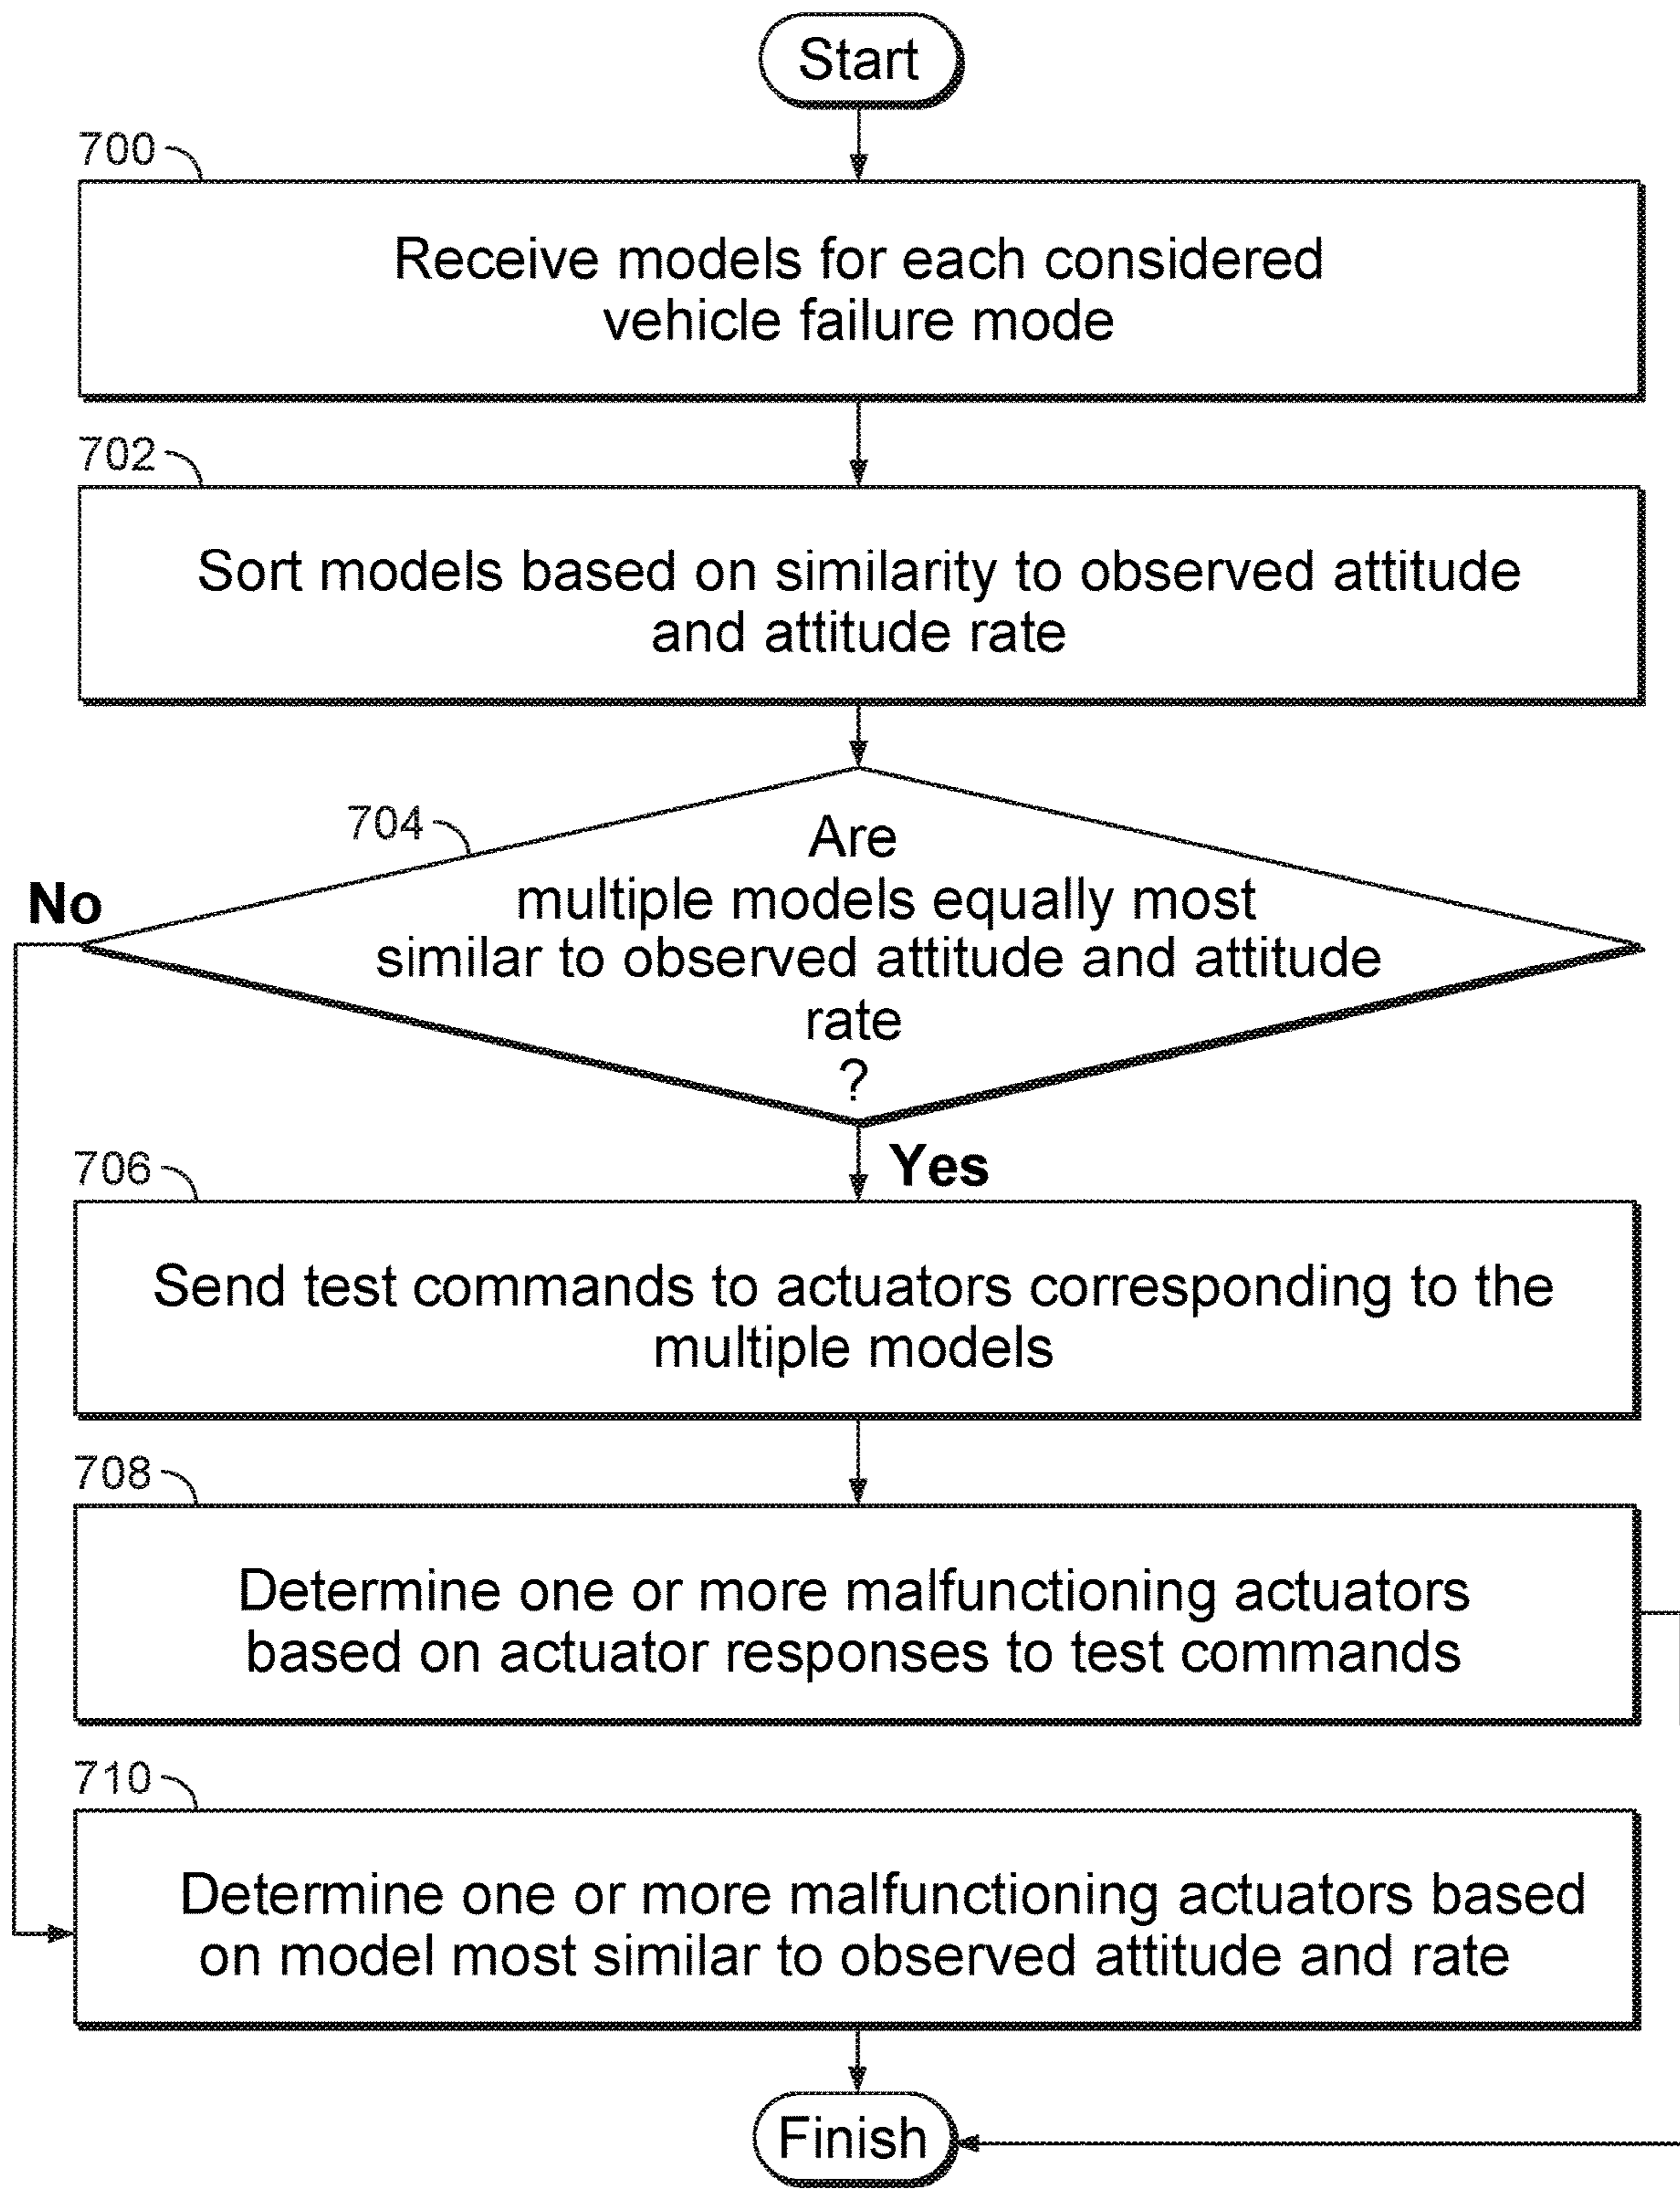 Start
700
Receive models for each considered
vehicle failure mode
702
Sort models based on similarity to observed attitude
and attitude rate
704
Are
multiple models equally most
similar to observed attitude and attitude
rate
?
No
Yes
706
Send test commands to actuators corresponding to the
multiple models
708
Determine one or more malfunctioning actuators
based on actuator responses to test commands
710
Determine one or more malfunctioning actuators based
on model most similar to observed attitude and rate
Finish